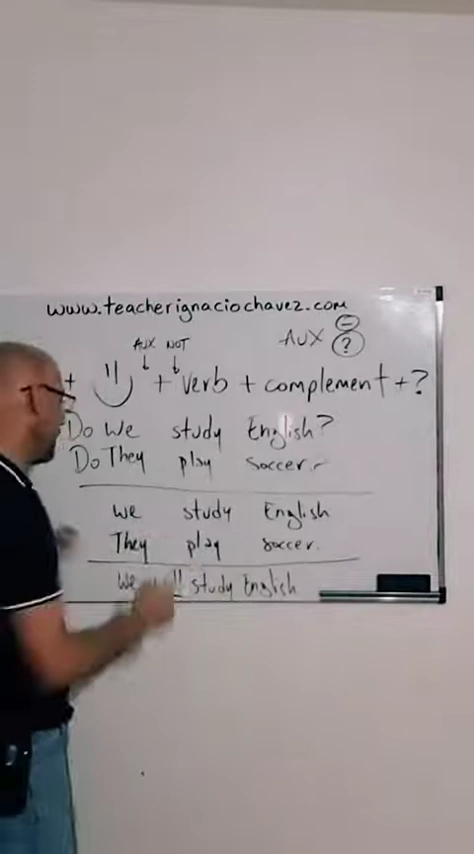 www.teacherignaciochavez.com
AUX NOT
AUX - ?
+ + verb + complement + ?
Do We study English?
Do They play soccer
we study English
They play soccer.
We study English